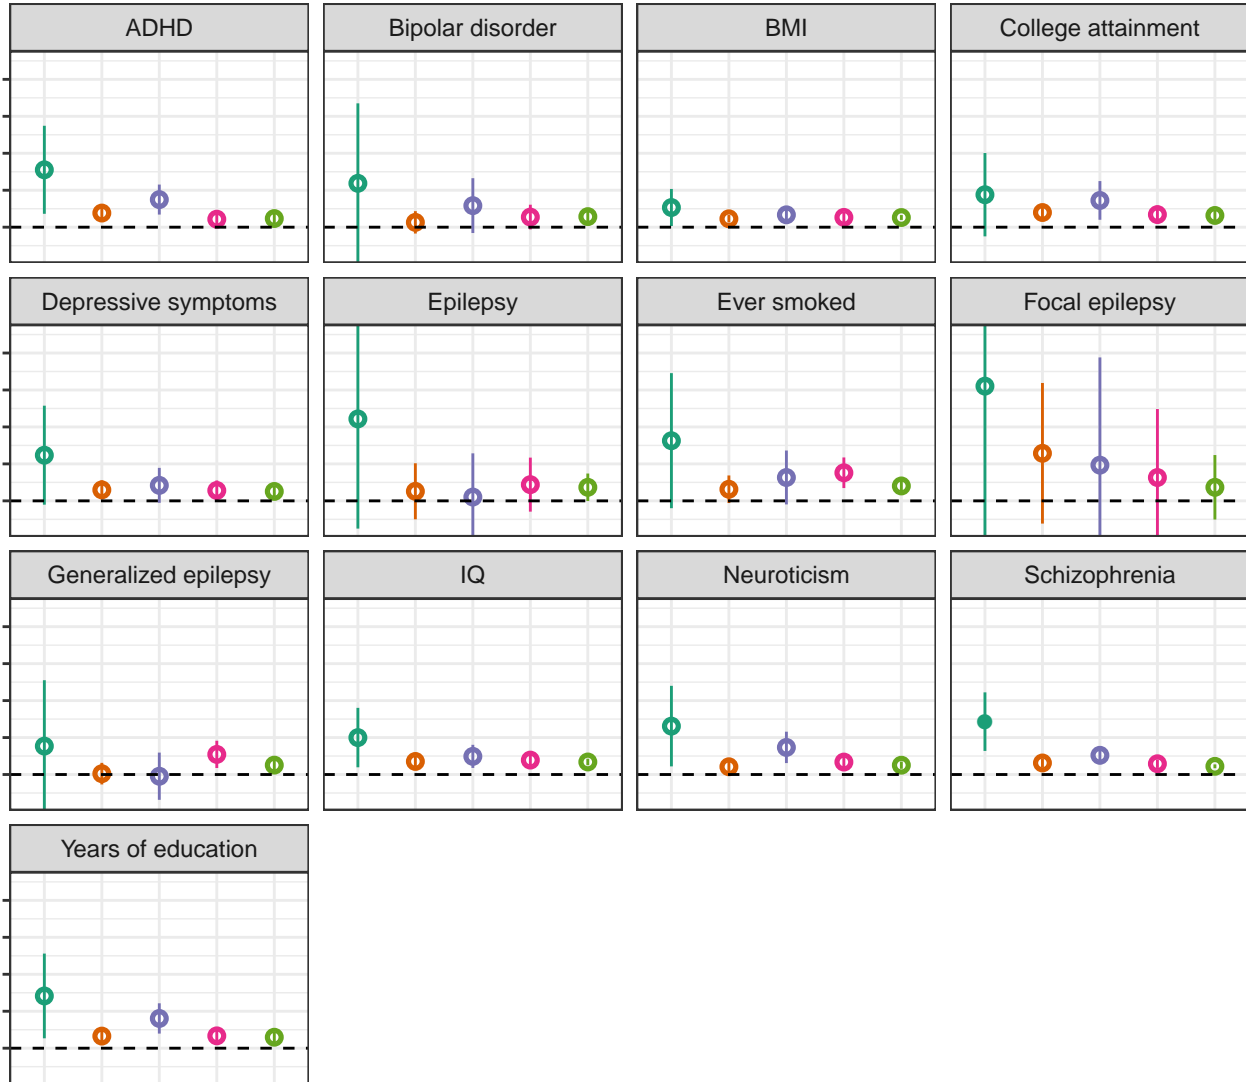 ADHD
Bipolar disorder
BMI
College attainment
Depressive symptoms
Epilepsy
Ever smoked
Focal epilepsy
Generalized epilepsy
IQ
Neuroticism
Schizophrenia
Years of education